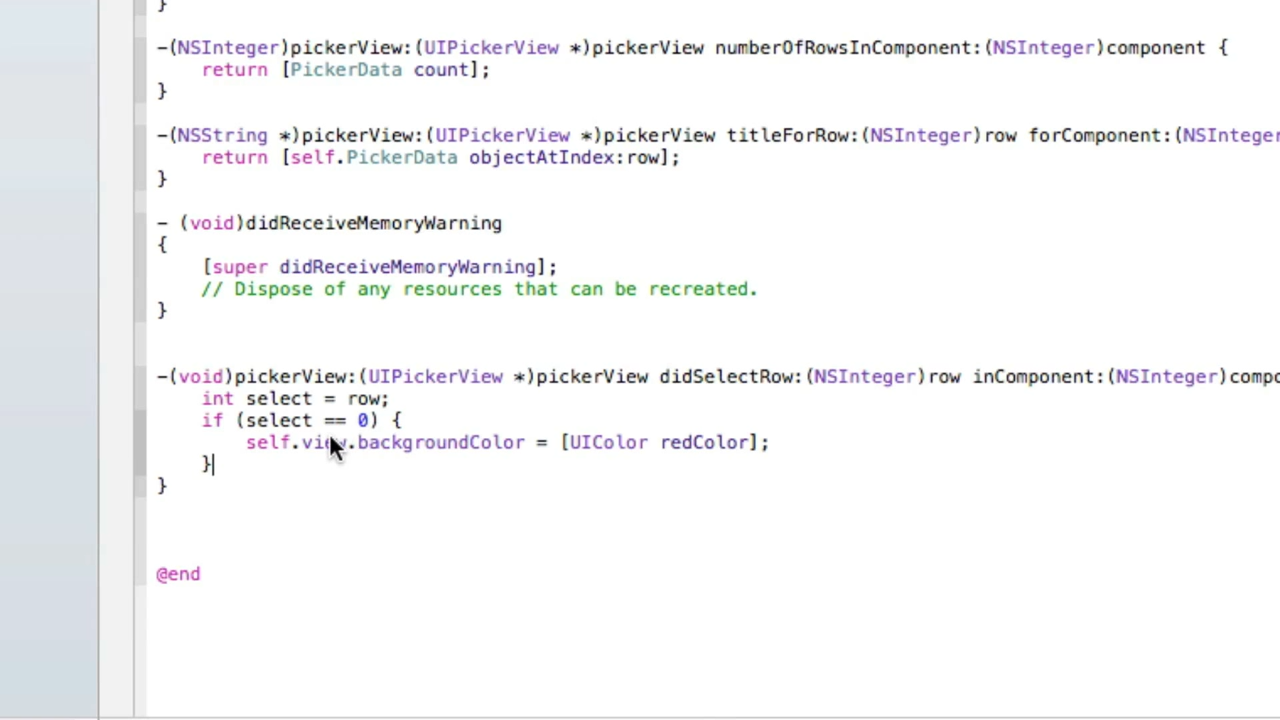 }
-(NSInteger)pickerView:(UIPickerView *)pickerView numberOfRowsInComponent:(NSInteger)component {
return [PickerData count];
}
-(NSString *)pickerView:(UIPickerView *)pickerView titleForRow:(NSInteger)row forComponent:(NSInteger
return [self.PickerData objectAtIndex:row];
}
- (void)didReceiveMemoryWarning
{
[super didReceiveMemoryWarning];
// Dispose of any resources that can be recreated.
}
-(void)pickerView:(UIPickerView *)pickerView didSelectRow:(NSInteger)row inComponent:(NSInteger)compo
int select = row;
if (select == 0) {
self.view.backgroundColor = [UIColor redColor];
}
}
@end